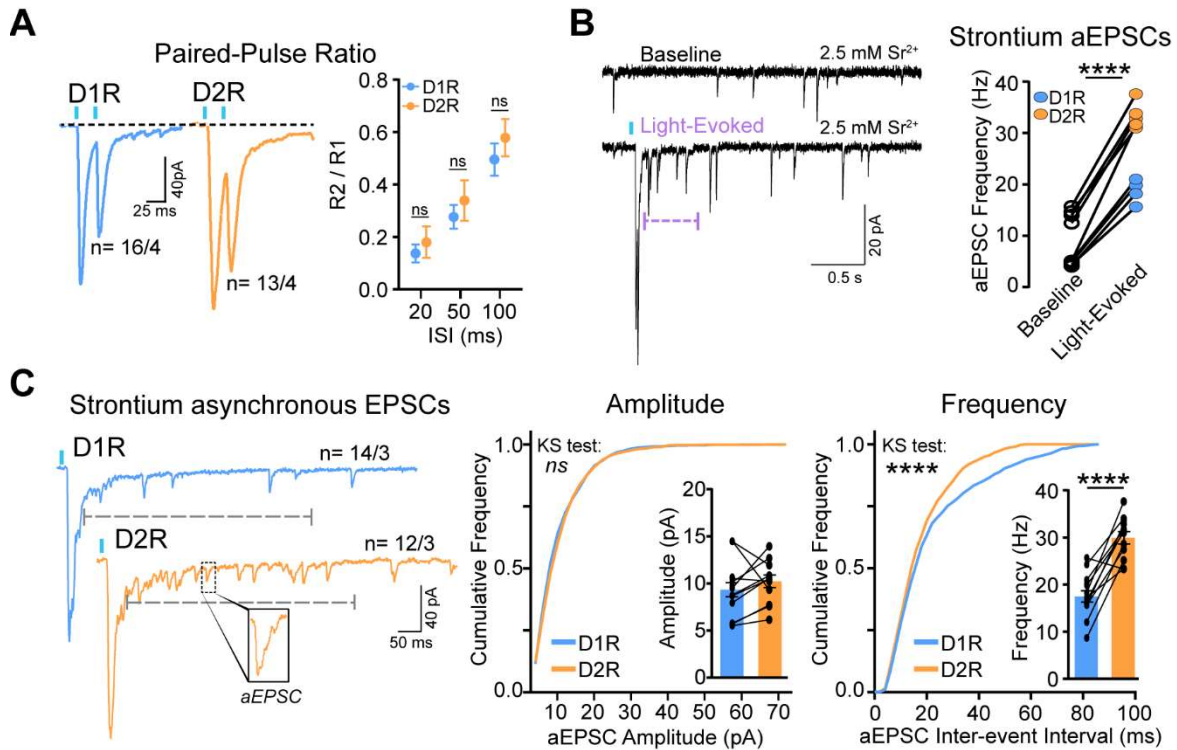 A
Paired-Pulse Ratio
D1R
D2R
40pA
25 ms
n= 16/4
n= 13/4
R2 / R1
0.8
0.6
0.4
0.2
0.0
D1R
D2R
ns
ns
ns
20
50
100
ISI (ms)
B
Baseline
2.5 mM Sr²⁺
Light-Evoked
2.5 mM Sr²⁺
20 pA
0.5 s
Strontium aEPSCs
****
aEPSC Frequency (Hz)
40
30
20
10
0
D1R
D2R
Baseline
Light-Evoked
C
Strontium asynchronous EPSCs
D1R
n= 14/3
D2R
n= 12/3
40 pA
50 ms
aEPSC
Amplitude
KS test:
ns
Cumulative Frequency
1.0
0.5
0.0
Amplitude (pA)
20
15
10
5
0
D1R
D2R
10 20 30 40 50 60 70
aEPSC Amplitude (pA)
Frequency
KS test:
****
Cumulative Frequency
1.0
0.5
0.0
****
Frequency (Hz)
40
30
20
10
0
D1R
D2R
0 20 40 60 80 100
aEPSC Inter-event Interval (ms)